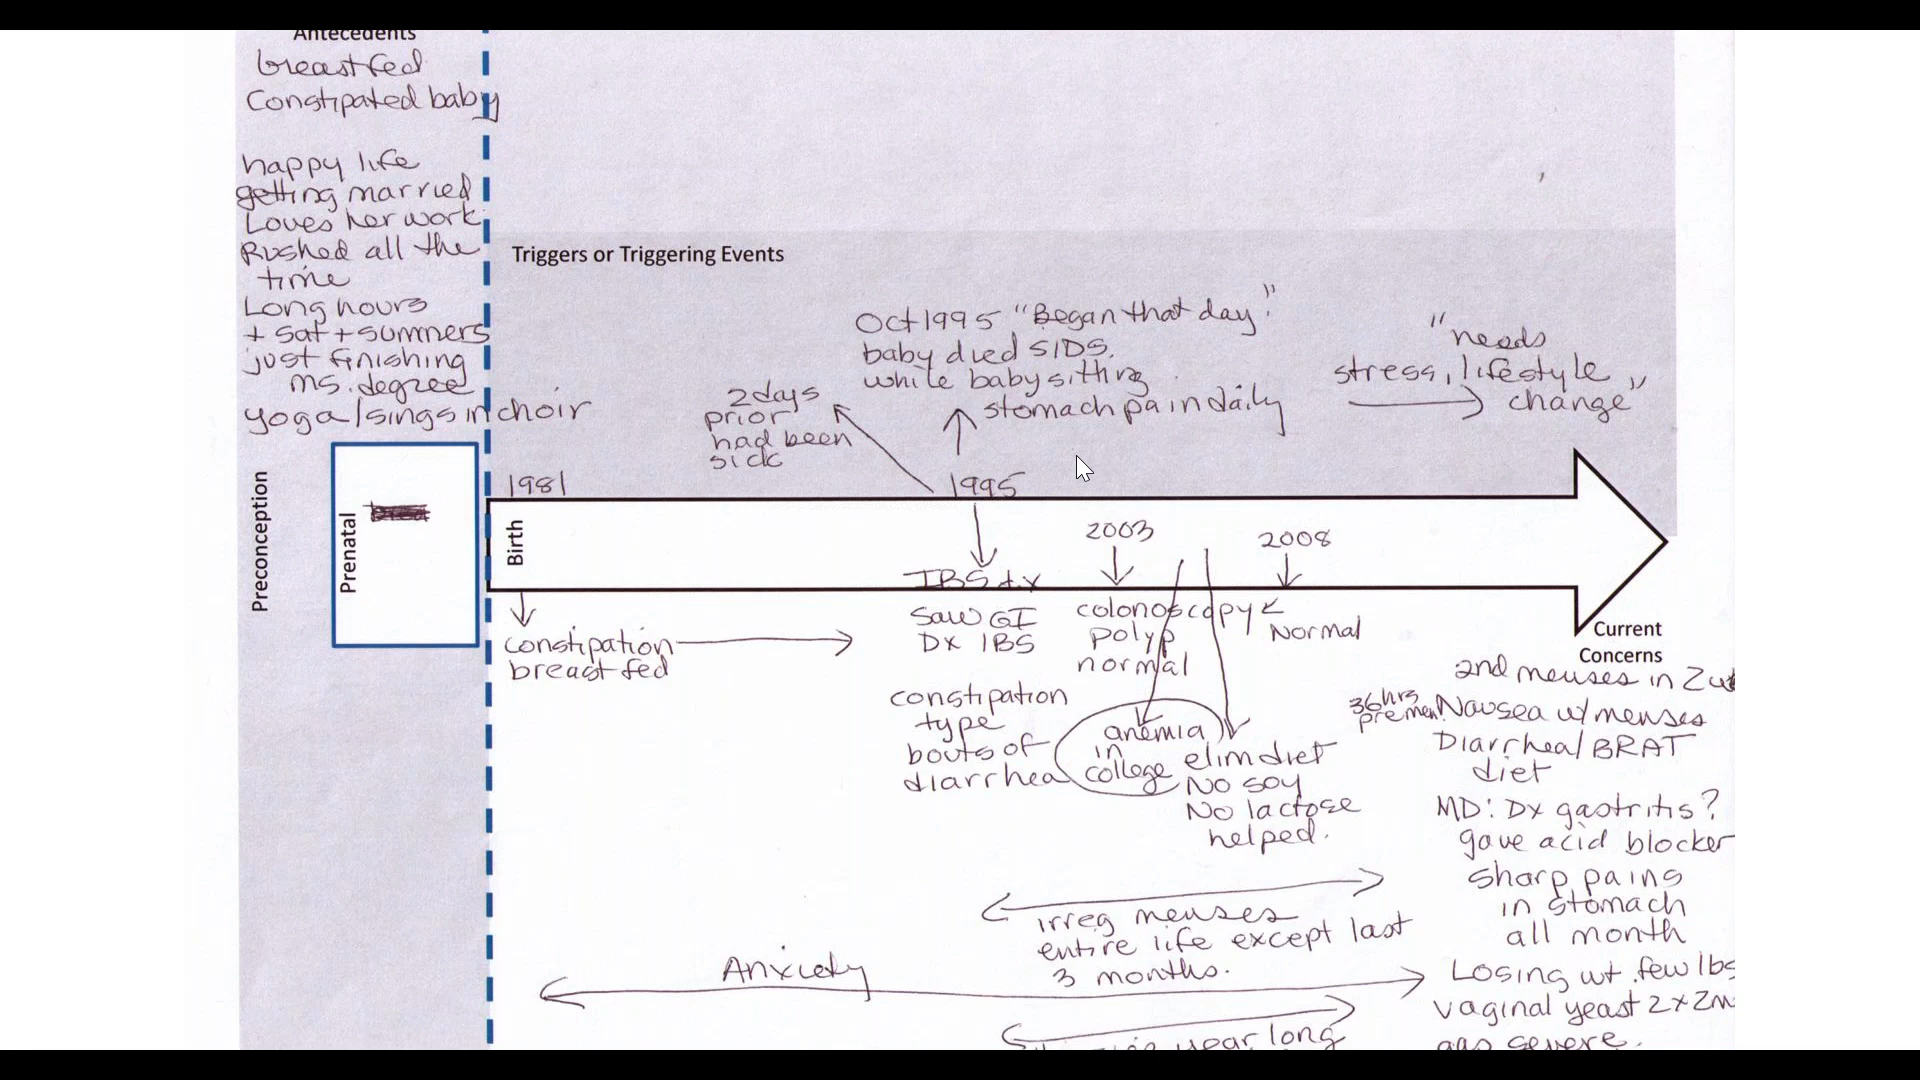 Antecedents
breastfed
Constipated baby
happy life
getting married
Loves her work
Rushed all the
time
Long hours
+ sat + summers
just finishing
ms. degree
yoga/sings in choir
Triggers or Triggering Events
Oct 1995 "Began that day."
baby died SIDS.
while babysitting
stomach pain daily
2 days
prior
had been
sick
"needs
stress, lifestyle
change"
Preconception
Prenatal
Birth
1981
1995
2003
2008
IBS dx
Saw GI
DX IBS
constipation
type
bouts of
diarrhea
Constipation
breastfed
colonoscopy
polyp
normal
Normal
anemia
in
college
elim diet
No soy
No lactose
helped.
irreg menses
entire life except last
3 months.
Anxiety
year long
Current
Concerns
2nd menses in
36hrs
premen
Nausea w/ menses
Diarrhea/BRAT
diet
MD: Dx gastritis?
gave acid blocker
sharp pains
in stomach
all month
Losing wt. few lbs
vaginal yeast 2x2m
gas severe.